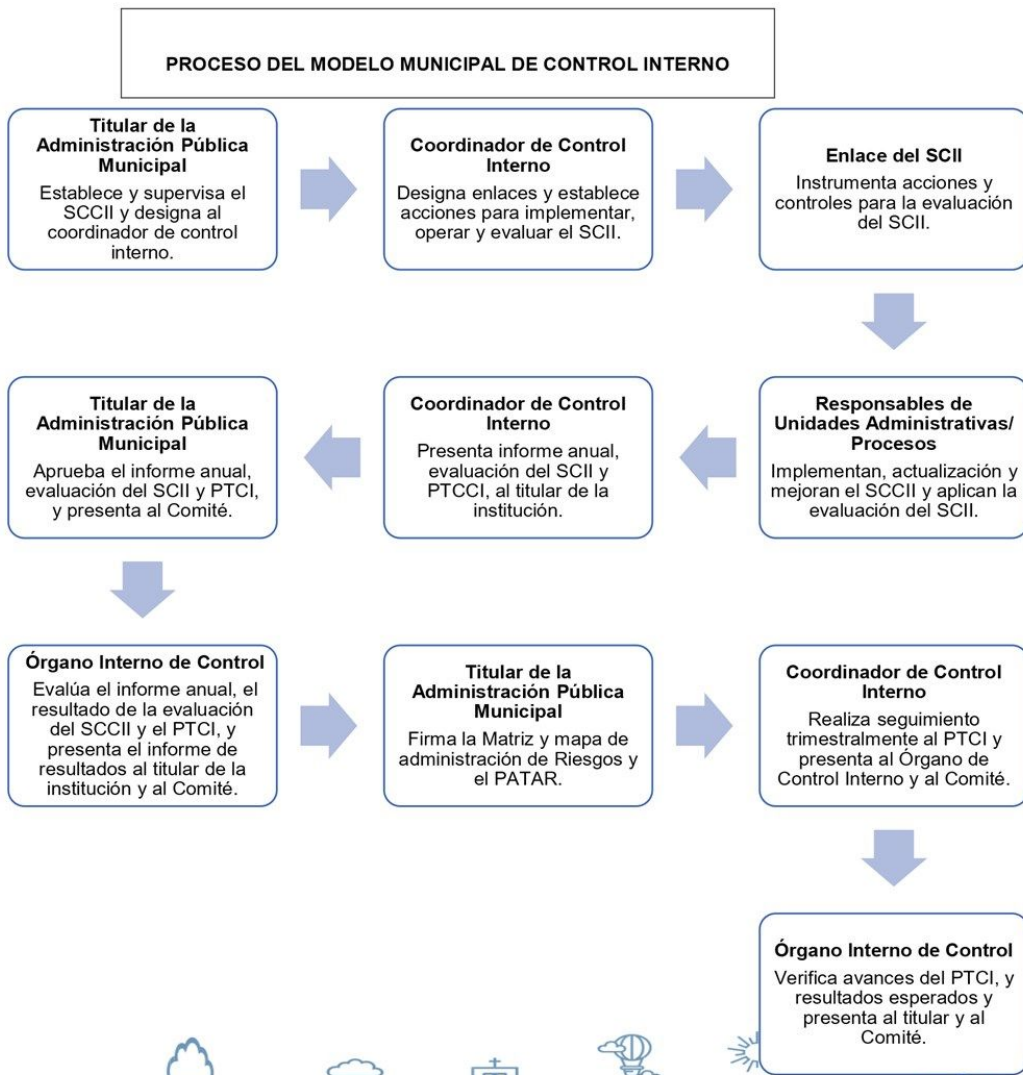 PROCESO DEL MODELO MUNICIPAL DE CONTROL INTERNO
Titular de la
Administración Pública
Municipal
Establece y supervisa el
SCCII y designa al
coordinador de control
interno.
Coordinador de Control
Interno
Designa enlaces y establece
acciones para implementar,
operar y evaluar el SCII.
Enlace del SCII
Instrumenta acciones y
controles para la evaluación
del SCII.
Responsables de
Unidades Administrativas/
Procesos
Implementan, actualización y
mejoran el SCCII y aplican la
evaluación del SCII.
Coordinador de Control
Interno
Presenta informe anual,
evaluación del SCII y
PTCCI, al titular de la
institución.
Titular de la
Administración Pública
Municipal
Aprueba el informe anual,
evaluación del SCII y PTCI,
y presenta al Comité.
Órgano Interno de Control
Evalúa el informe anual, el
resultado de la evaluación
del SCCII y el PTCI, y
presenta el informe de
resultados al titular de la
institución y al Comité.
Titular de la
Administración Pública
Municipal
Firma la Matriz y mapa de
administración de Riesgos y
el PATAR.
Coordinador de Control
Interno
Realiza seguimiento
trimestralmente al PTCI y
presenta al Órgano de
Control Interno y al Comité.
Órgano Interno de Control
Verifica avances del PTCI, y
resultados esperados y
presenta al titular y al
Comité.